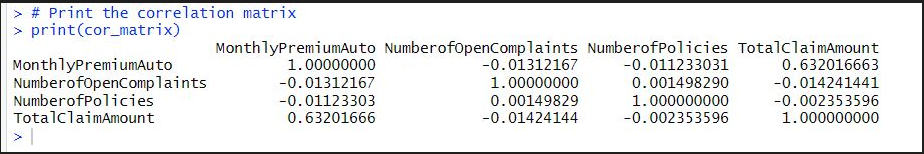 > # Print the correlation matrix
> print(cor_matrix)
                     MonthlyPremiumAuto NumberofOpenComplaints NumberofPolicies TotalClaimAmount
MonthlyPremiumAuto           1.00000000            -0.01312167     -0.011233031      0.632016663
NumberofOpenComplaints      -0.01312167             1.00000000      0.001498290     -0.014241441
NumberofPolicies            -0.01123303             0.00149829      1.000000000     -0.002353596
TotalClaimAmount             0.63201666            -0.01424144     -0.002353596      1.000000000
>